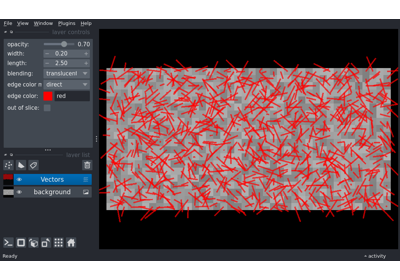 File View Window Plugins Help
layer controls
opacity: 0.70
width: 0.20
length: 2.50
blending: translucent
edge color m direct
edge color: red
out of slice:
layer list
Vectors
background
Ready
activity